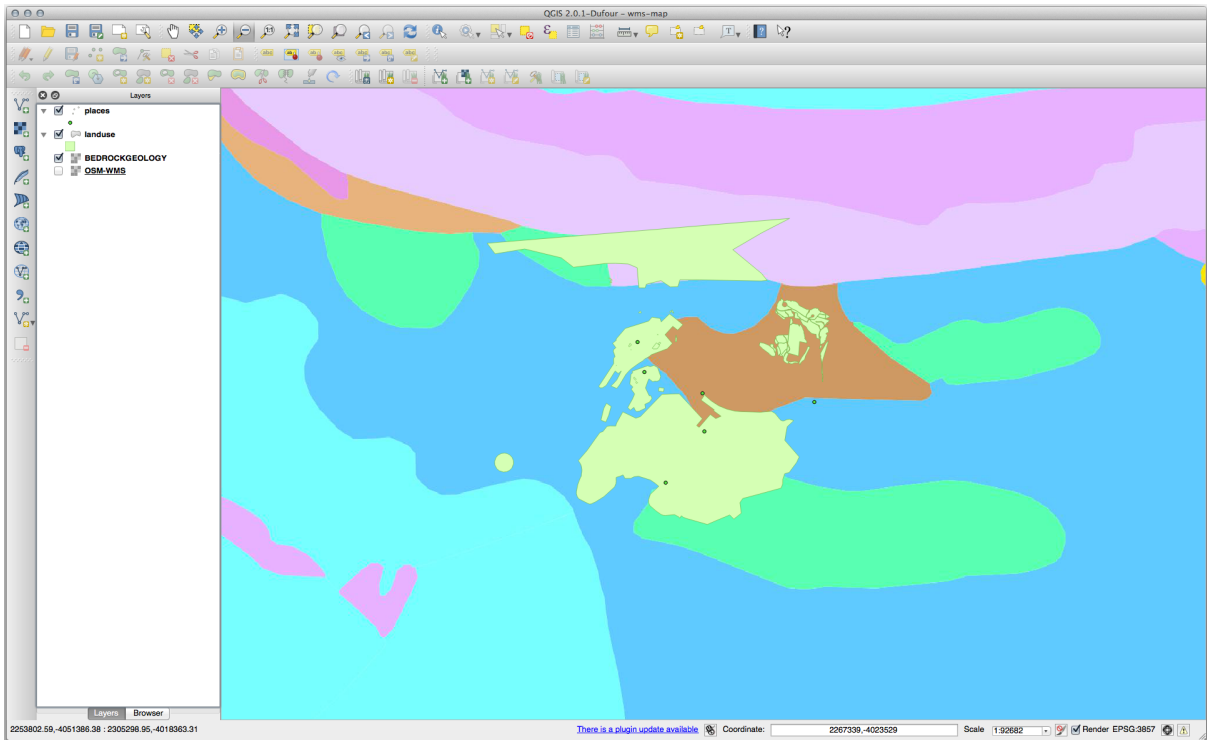 QGIS 2.0.1-Dufour - wms-map
Layers
places
landuse
BEDROCKGEOLOGY
OSM-WMS
Layers Browser
2253802.59,-4051386.38 : 2305298.95,-4018363.31 There is a plugin update available Coordinate: 2267339,-4023529 Scale 1:92682 Render EPSG:3857